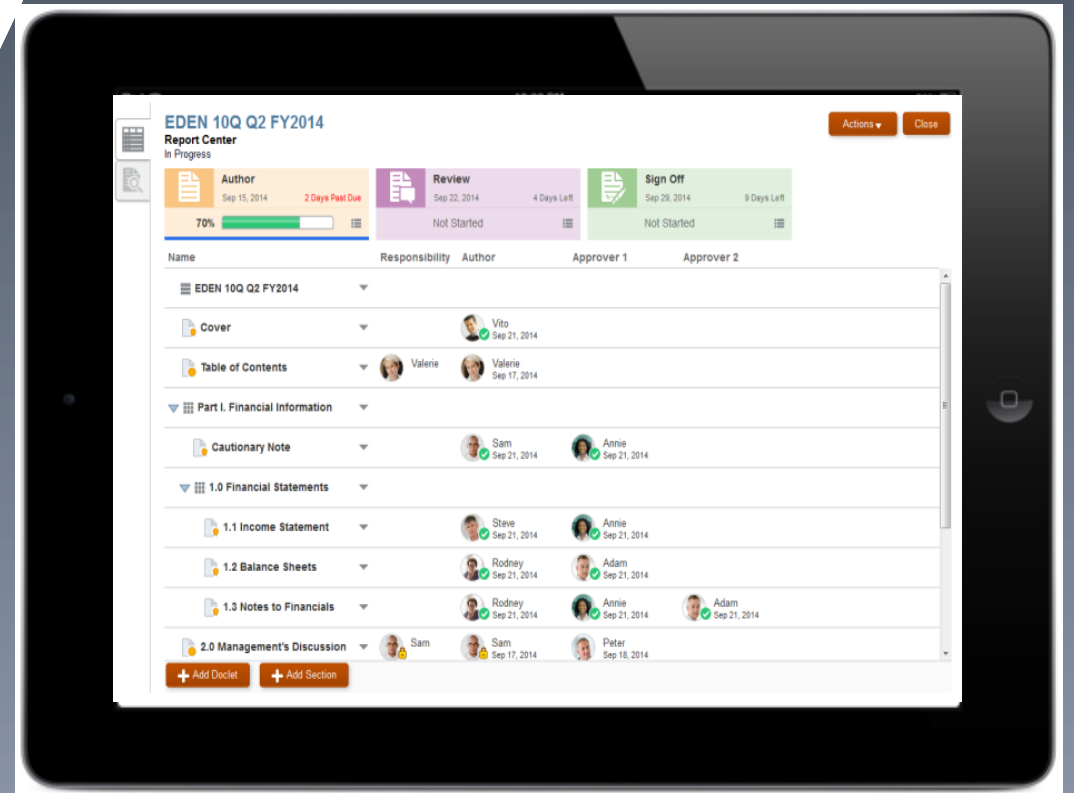 EDEN 10Q Q2 FY2014
Report Center
In Progress
Actions Close
Author
Sep 15, 2014 2 Days Past Due
70%
Review
Sep 22, 2014 4 Days Left
Not Started
Sign Off
Sep 29, 2014 9 Days Left
Not Started
Name Responsibility Author Approver 1 Approver 2
EDEN 10Q Q2 FY2014
Cover Vito
Sep 21, 2014
Table of Contents Valerie Valerie
Sep 17, 2014
Part I. Financial Information
Cautionary Note Sam Annie
Sep 21, 2014 Sep 21, 2014
1.0 Financial Statements
1.1 Income Statement Steve Annie
Sep 21, 2014 Sep 21, 2014
1.2 Balance Sheets Rodney Adam
Sep 21, 2014 Sep 21, 2014
1.3 Notes to Financials Rodney Annie Adam
Sep 21, 2014 Sep 21, 2014 Sep 21, 2014
2.0 Management's Discussion Sam Sam Peter
Sep 17, 2014 Sep 18, 2014
Add Doclet Add Section